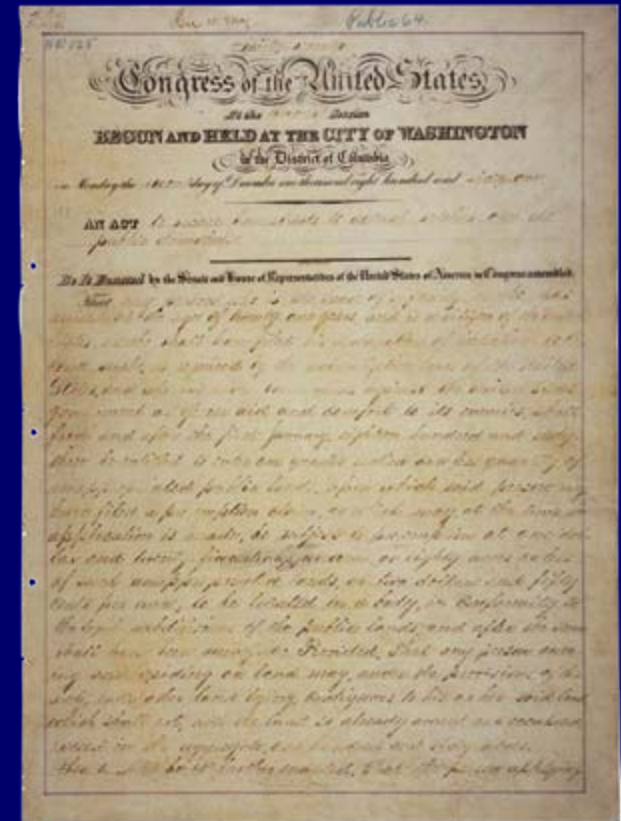 Public 64.
Congress of the United States,
At the Session
BEGUN AND HELD AT THE CITY OF WASHINGTON
in the District of Columbia
day of December one thousand eight hundred and sixty-one
AN ACT to secure homesteads to actual settlers on the
public domain
Be It Enacted by the Senate and House of Representatives of the United States of America in Congress assembled,
That any person who is the head of a family, or who has
arrived at the age of twenty one years, and is a citizen of the United
States, or who shall have filed his declaration of intention to be
come such, as required by the naturalization laws of the United
States, and who has never borne arms against the United States
government or given aid and comfort to its enemies, shall
from and after the first January, eighteen hundred and sixty
three be entitled to enter one quarter section or a less quantity of
unappropriated public lands, upon which said person may
have filed a preemption claim, or which may, at the time the
application is made, be subject to preemption at one dol-
lar and twenty five cents, or less, per acre, or eighty acres or less
of such unappropriated lands, at two dollars and fifty
cents per acre, to be located in a body, in conformity to
the legal subdivisions of the public lands, and after the same
shall have been surveyed: Provided, That any person own-
ing and residing on land may, under the provisions of this
act, enter other land lying contiguous to his or her said land
which shall not, with the land so already owned and occupied
exceed in the aggregate one hundred and sixty acres.
be it further enacted, That the person applying